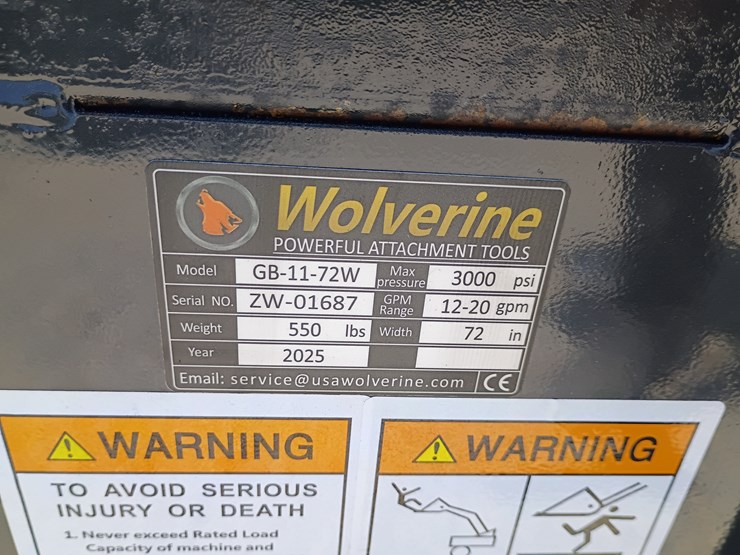 Wolverine
POWERFUL ATTACHMENT TOOLS
Model GB-11-72W Max pressure 3000 psi
Serial NO. ZW-01687 GPM Range 12-20 gpm
Weight 550 lbs Width 72 in
Year 2025
Email: service@usawolverine.com CE
WARNING
TO AVOID SERIOUS
INJURY OR DEATH
1. Never exceed Rated Load
Capacity of machine and
WARNING